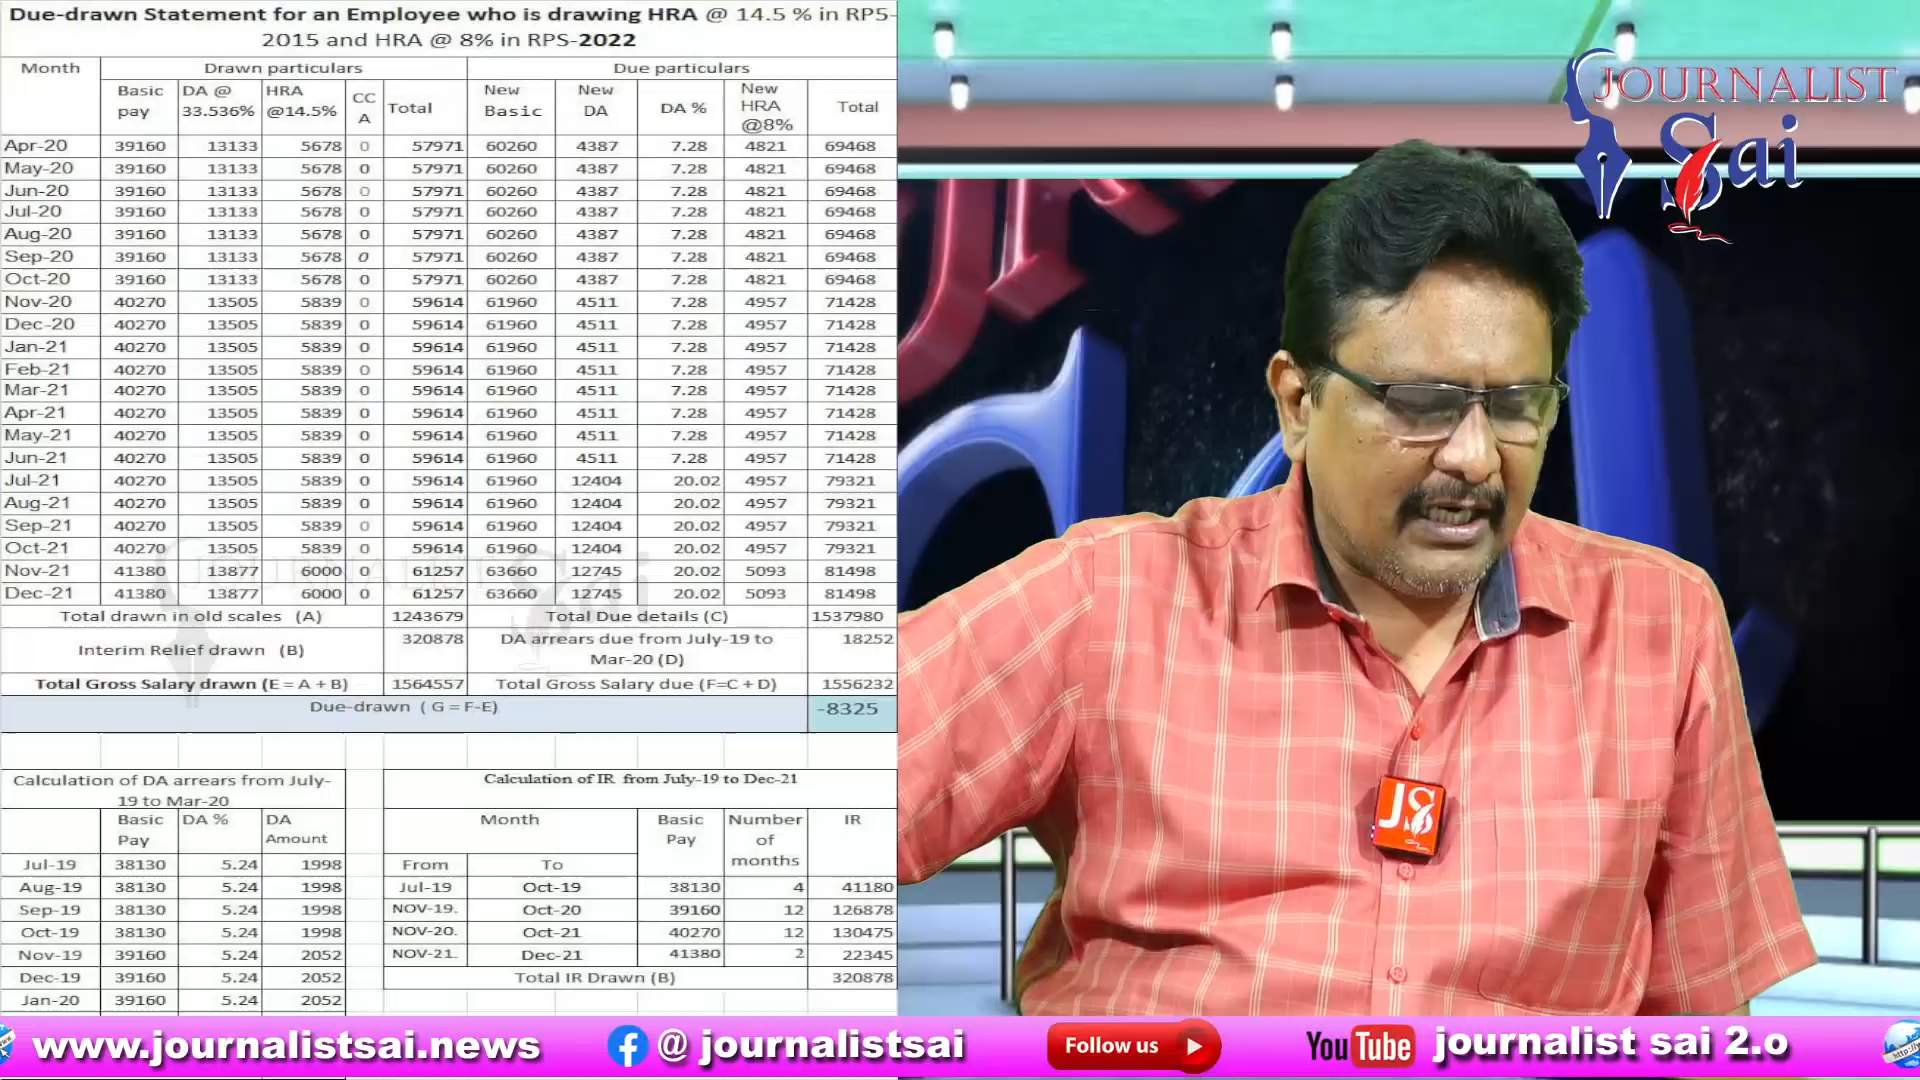 Due-drawn Statement for an Employee who is drawing HRA @ 14.5 % in RPS-
2015 and HRA @ 8% in RPS-2022
Month Drawn particulars Due particulars
Basic pay DA @ 33.536% HRA @14.5% CC A Total New Basic New DA DA % New HRA @8% Total
Apr-20 39160 13133 5678 0 57971 60260 4387 7.28 4821 69468
May-20 39160 13133 5678 0 57971 60260 4387 7.28 4821 69468
Jun-20 39160 13133 5678 0 57971 60260 4387 7.28 4821 69468
Jul-20 39160 13133 5678 0 57971 60260 4387 7.28 4821 69468
Aug-20 39160 13133 5678 0 57971 60260 4387 7.28 4821 69468
Sep-20 39160 13133 5678 0 57971 60260 4387 7.28 4821 69468
Oct-20 39160 13133 5678 0 57971 60260 4387 7.28 4821 69468
Nov-20 40270 13505 5839 0 59614 61960 4511 7.28 4957 71428
Dec-20 40270 13505 5839 0 59614 61960 4511 7.28 4957 71428
Jan-21 40270 13505 5839 0 59614 61960 4511 7.28 4957 71428
Feb-21 40270 13505 5839 0 59614 61960 4511 7.28 4957 71428
Mar-21 40270 13505 5839 0 59614 61960 4511 7.28 4957 71428
Apr-21 40270 13505 5839 0 59614 61960 4511 7.28 4957 71428
May-21 40270 13505 5839 0 59614 61960 4511 7.28 4957 71428
Jun-21 40270 13505 5839 0 59614 61960 4511 7.28 4957 71428
Jul-21 40270 13505 5839 0 59614 61960 12404 20.02 4957 79321
Aug-21 40270 13505 5839 0 59614 61960 12404 20.02 4957 79321
Sep-21 40270 13505 5839 0 59614 61960 12404 20.02 4957 79321
Oct-21 40270 13505 5839 0 59614 61960 12404 20.02 4957 79321
Nov-21 41380 13877 6000 0 61257 63660 12745 20.02 5093 81498
Dec-21 41380 13877 6000 0 61257 63660 12745 20.02 5093 81498
Total drawn in old scales (A) 1243679 Total Due details (C) 1537980
Interim Relief drawn (B) 320878 DA arrears due from July-19 to Mar-20 (D) 18252
Total Gross Salary drawn (E = A + B) 1564557 Total Gross Salary due (F=C + D) 1556232
Due-drawn ( G = F-E) -8325
Calculation of DA arrears from July-
19 to Mar-20
Basic Pay DA % DA Amount
Jul-19 38130 5.24 1998
Aug-19 38130 5.24 1998
Sep-19 38130 5.24 1998
Oct-19 38130 5.24 1998
Nov-19 39160 5.24 2052
Dec-19 39160 5.24 2052
Jan-20 39160 5.24 2052
Calculation of IR from July-19 to Dec-21
Month Basic Pay Number of months IR
From To
Jul-19 Oct-19 38130 4 41180
NOV-19. Oct-20 39160 12 126878
NOV-20. Oct-21 40270 12 130475
NOV-21. Dec-21 41380 2 22345
Total IR Drawn (B) 320878
JOURNALIST
Sai
JS
www.journalistsai.news
@ journalistsai
Follow us
YouTube
journalist sai 2.o